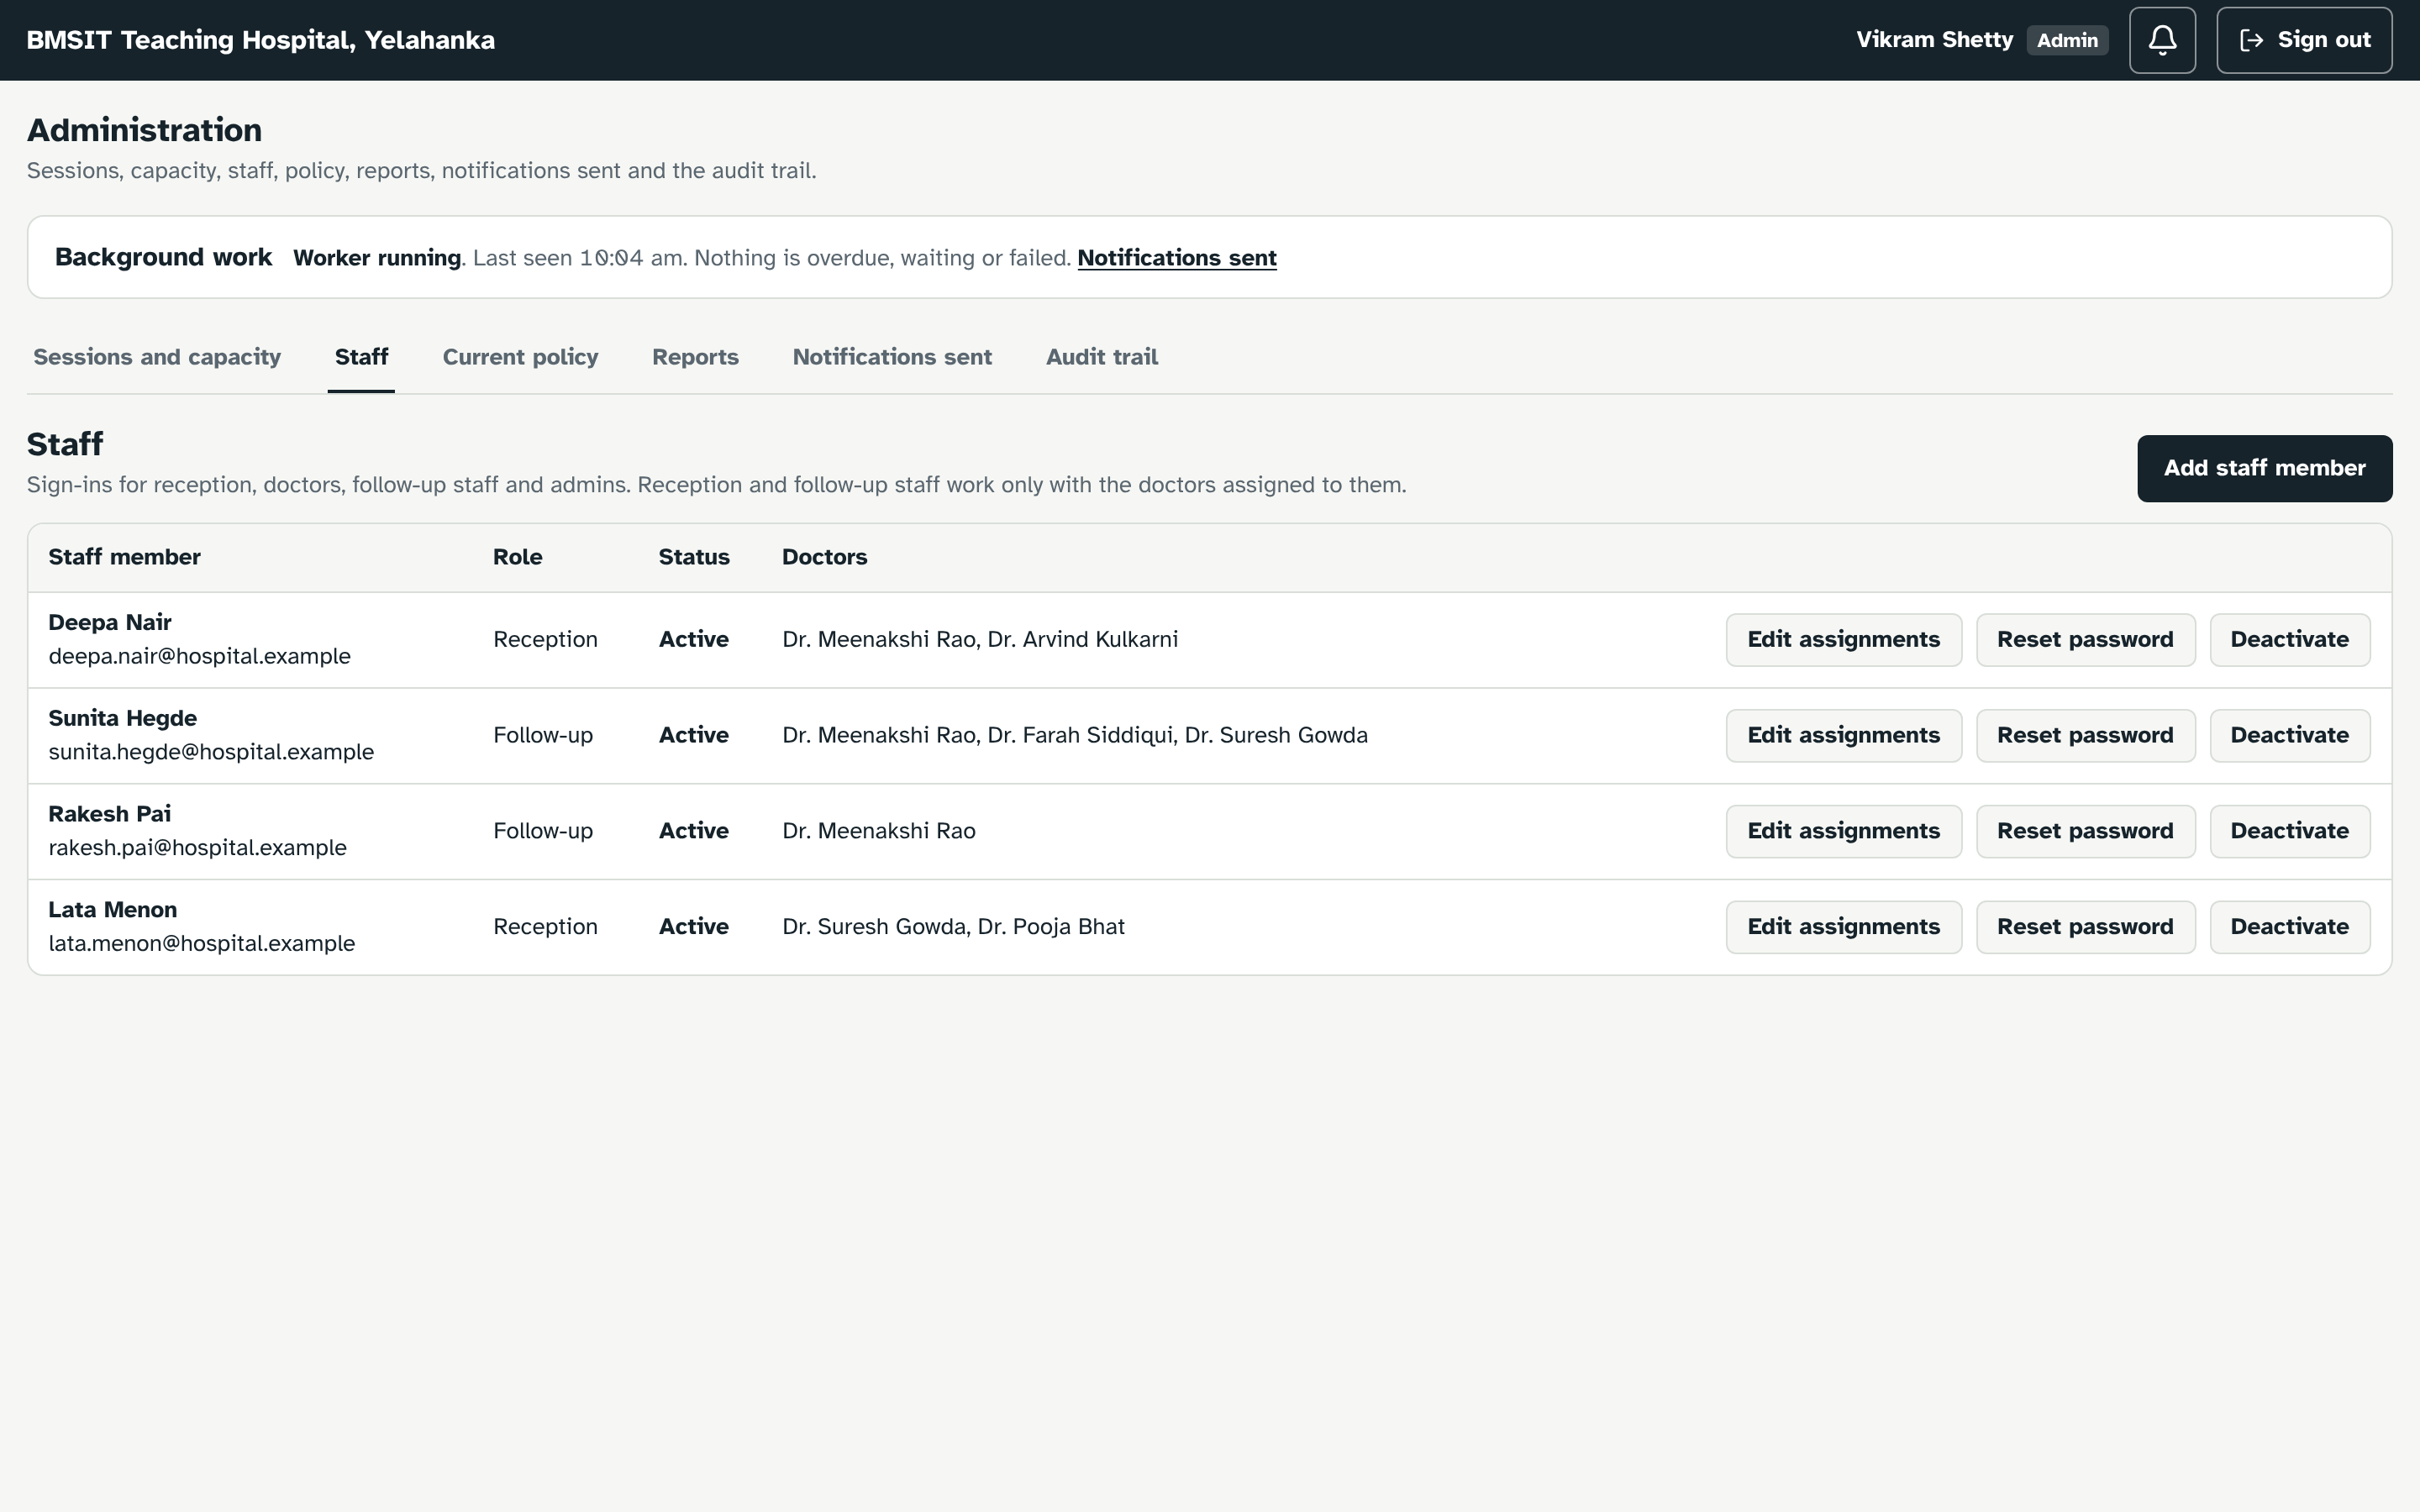 BMSIT Teaching Hospital, Yelahanka
Vikram Shetty Admin Sign out
Administration
Sessions, capacity, staff, policy, reports, notifications sent and the audit trail.
Background work Worker running. Last seen 10:04 am. Nothing is overdue, waiting or failed. Notifications sent
Sessions and capacity Staff Current policy Reports Notifications sent Audit trail
Staff
Sign-ins for reception, doctors, follow-up staff and admins. Reception and follow-up staff work only with the doctors assigned to them.
Add staff member
Staff member Role Status Doctors
Deepa Nair
deepa.nair@hospital.example
Reception Active Dr. Meenakshi Rao, Dr. Arvind Kulkarni Edit assignments Reset password Deactivate
Sunita Hegde
sunita.hegde@hospital.example
Follow-up Active Dr. Meenakshi Rao, Dr. Farah Siddiqui, Dr. Suresh Gowda Edit assignments Reset password Deactivate
Rakesh Pai
rakesh.pai@hospital.example
Follow-up Active Dr. Meenakshi Rao Edit assignments Reset password Deactivate
Lata Menon
lata.menon@hospital.example
Reception Active Dr. Suresh Gowda, Dr. Pooja Bhat Edit assignments Reset password Deactivate